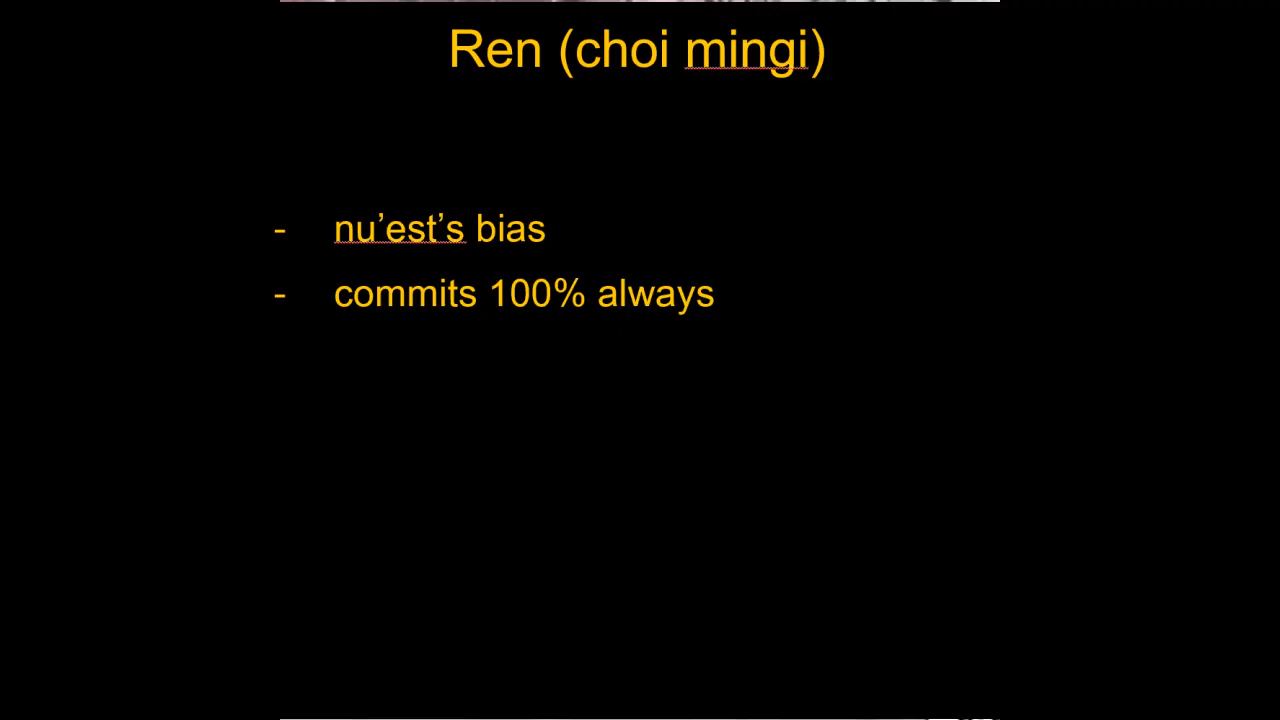 Ren (choi mingi)
- nu’est’s bias
- commits 100% always